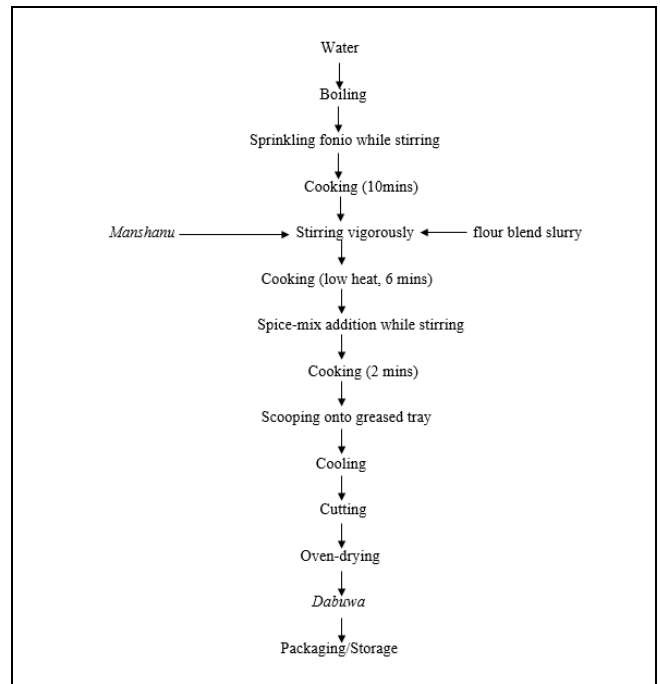 Water
Boiling
Sprinkling fonio while stirring
Cooking (10mins)
Manshanu Stirring vigorously flour blend slurry
Cooking (low heat, 6 mins)
Spice-mix addition while stirring
Cooking (2 mins)
Scooping onto greased tray
Cooling
Cutting
Oven-drying
Dabuwa
Packaging/Storage